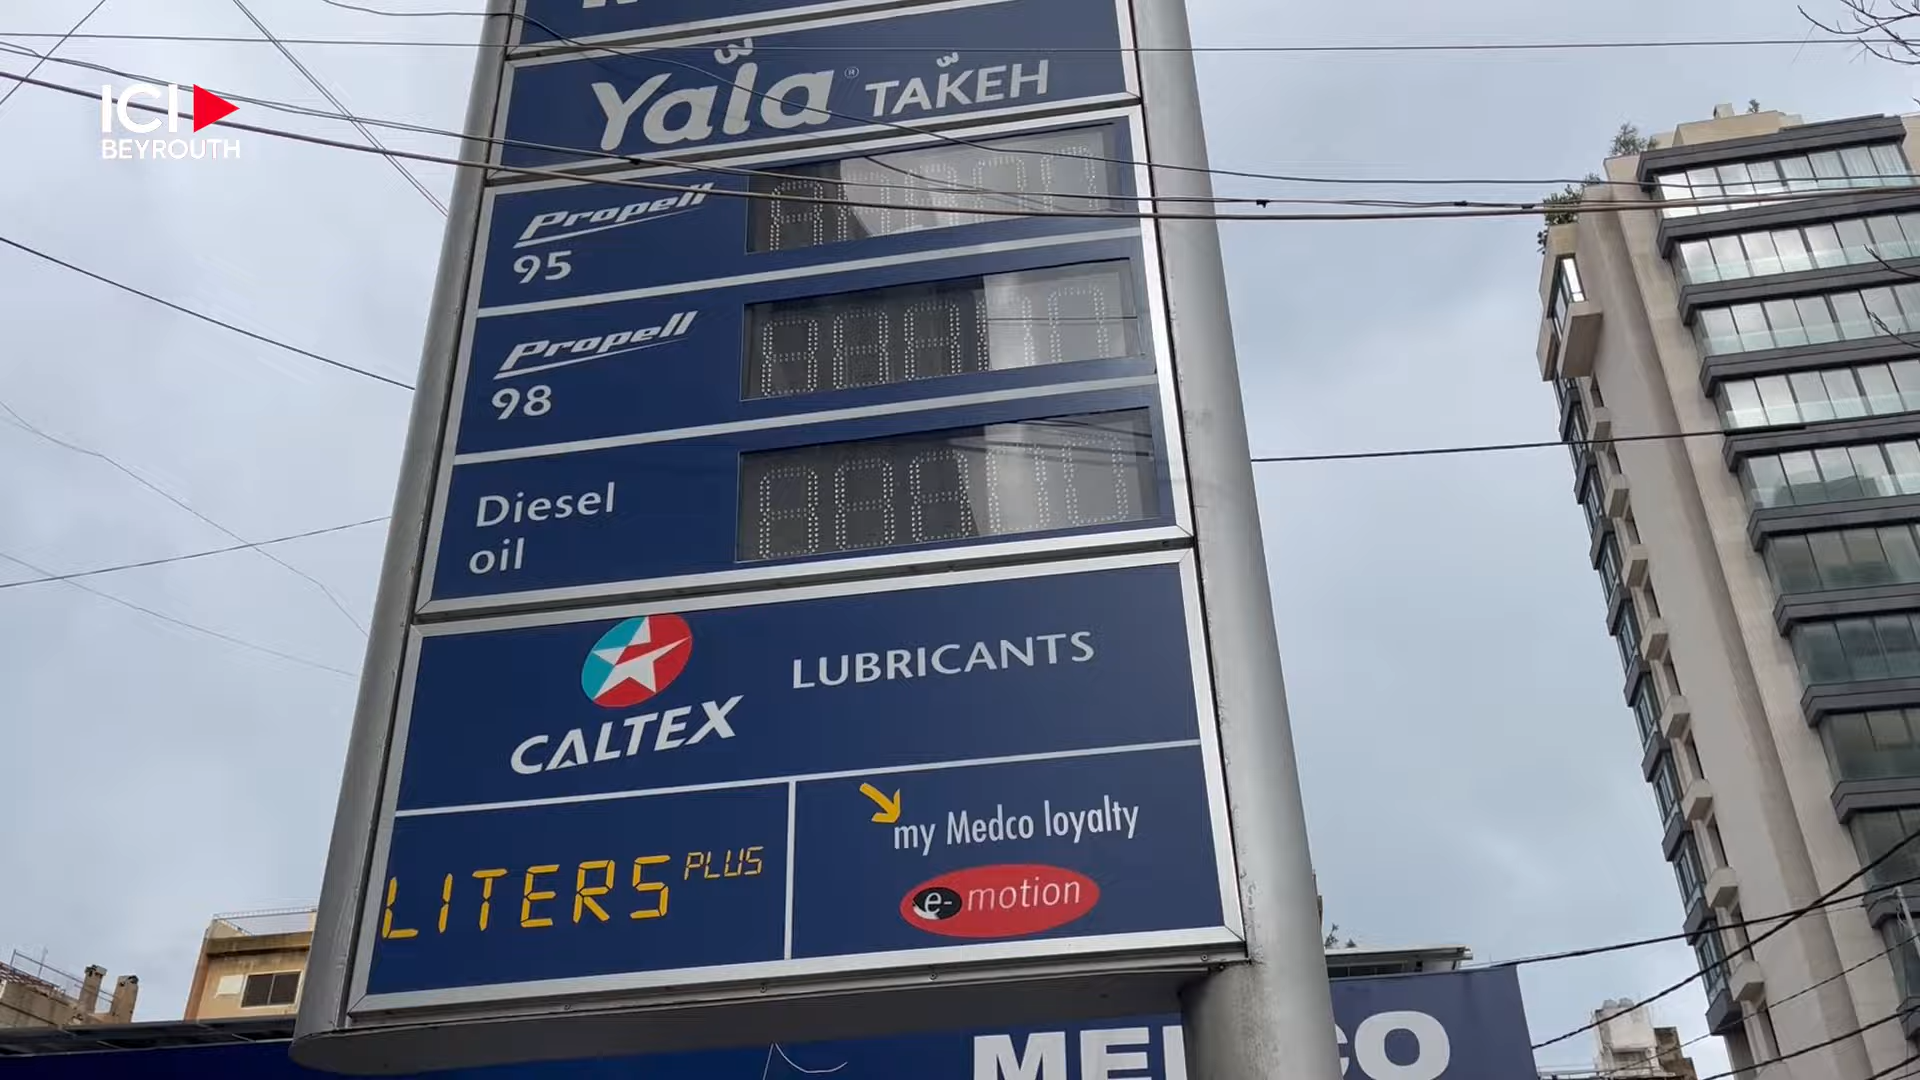 ICI
BEYROUTH
Yala® TAKEH
Propell
95
Propell
98
Diesel
oil
CALTEX
LUBRICANTS
LITERS PLUS
my Medco loyalty
e-motion